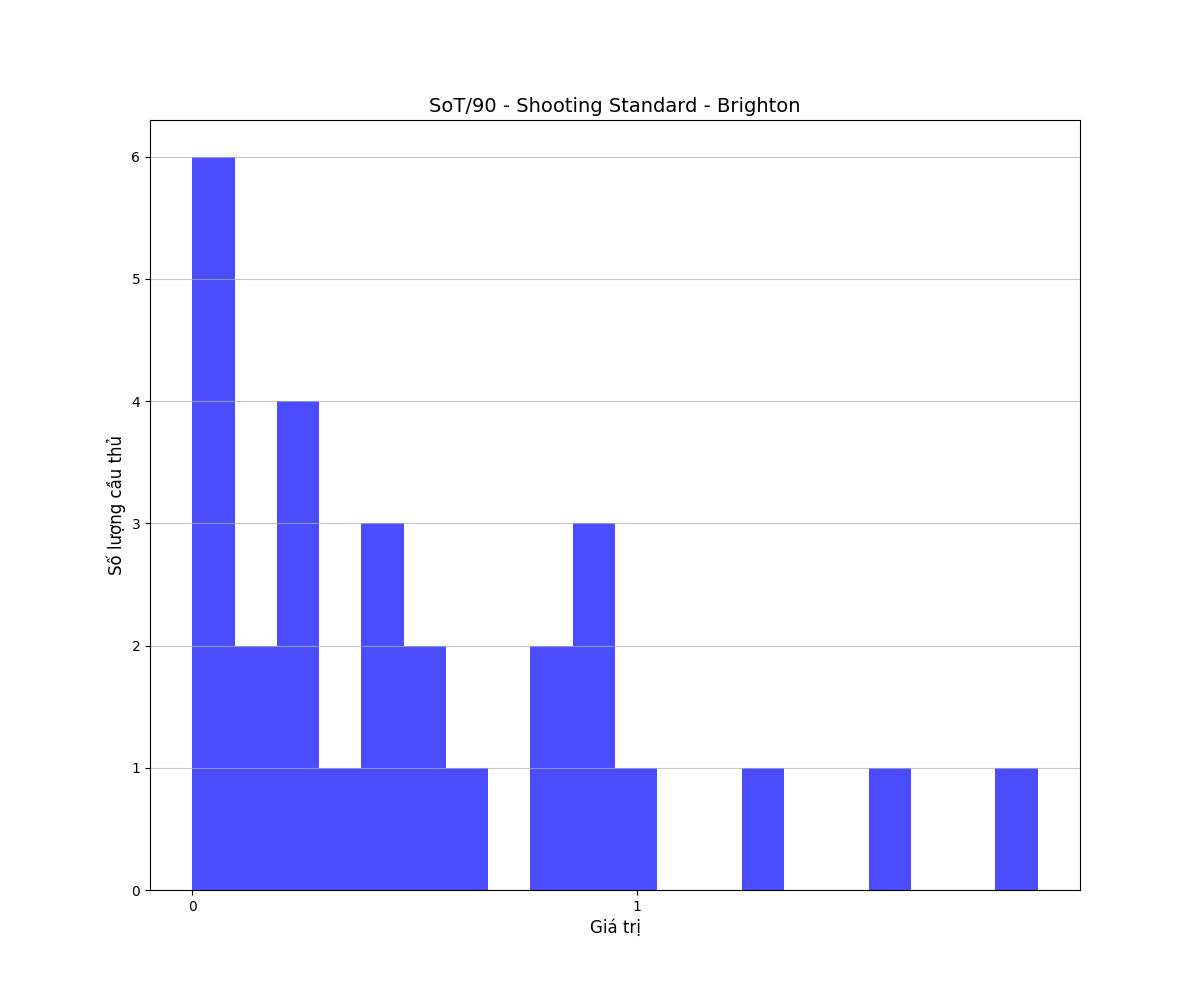 SoT/90 - Shooting Standard - Brighton
Số lượng cầu thủ
6
5
4
3
2
1
0
0 1
Giá trị